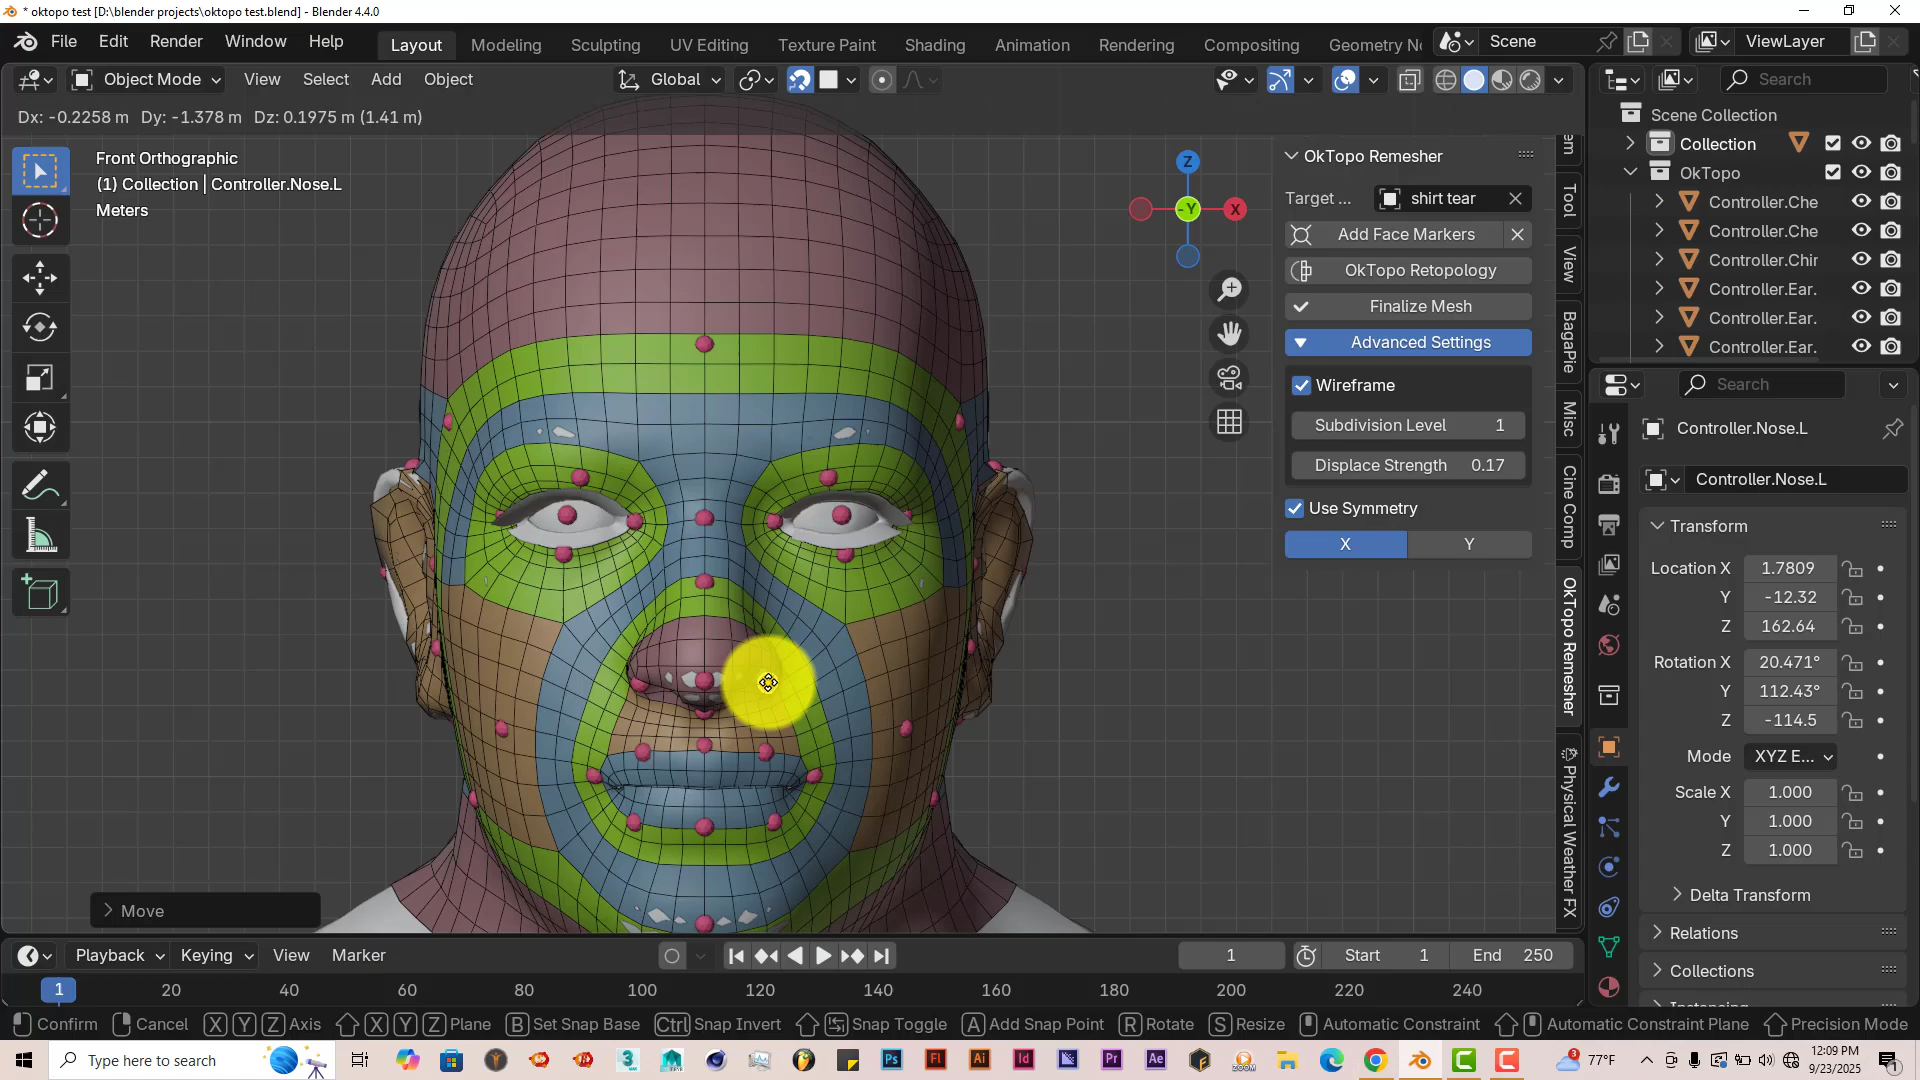 * oktopo test [D:\blender projects\oktopo test.blend] - Blender 4.4.0
File Edit Render Window Help Layout Modeling Sculpting UV Editing Texture Paint Shading Animation Rendering Compositing Scene ViewLayer
Object Mode View Select Add Object Global Search
Dx: -0.2258 m Dy: -1.378 m Dz: 0.1975 m (1.41 m)
Front Orthographic
(1) Collection | Controller.Nose.L
Meters
Z
-Y
X
OkTopo Remesher
Target ... shirt tear
Add Face Markers
OkTopo Retopology
Finalize Mesh
Advanced Settings
Wireframe
Subdivision Level 1
Displace Strength 0.17
Use Symmetry
X Y
Tool
View
BagaPie
Misc
Cine Comp
OkTopo Remesher
Physical Weather FX
Scene Collection
Collection
OkTopo
Controller.Che
Controller.Che
Controller.Chir
Controller.Ear.
Controller.Ear.
Controller.Ear.
Search
Controller.Nose.L
Controller.Nose.L
Transform
Location X 1.7809
Y -12.32
Z 162.64
Rotation X 20.471°
Y 112.43°
Z -114.5
Mode XYZ E...
Scale X 1.000
Y 1.000
Z 1.000
Delta Transform
Relations
Collections
Move
Playback Keying View Marker 1 Start 1 End 250
1 20 40 60 80 100 120 140 160 180 200 220 240
Confirm Cancel X Y Z Axis X Y Z Plane B Set Snap Base Ctrl Snap Invert Snap Toggle A Add Snap Point R Rotate S Resize Automatic Constraint Automatic Constraint Plane Precision Mode
Type here to search
Ps Fl Ai Id Pr Ae ZOOM
3 77°F
12:09 PM
9/23/2025
1